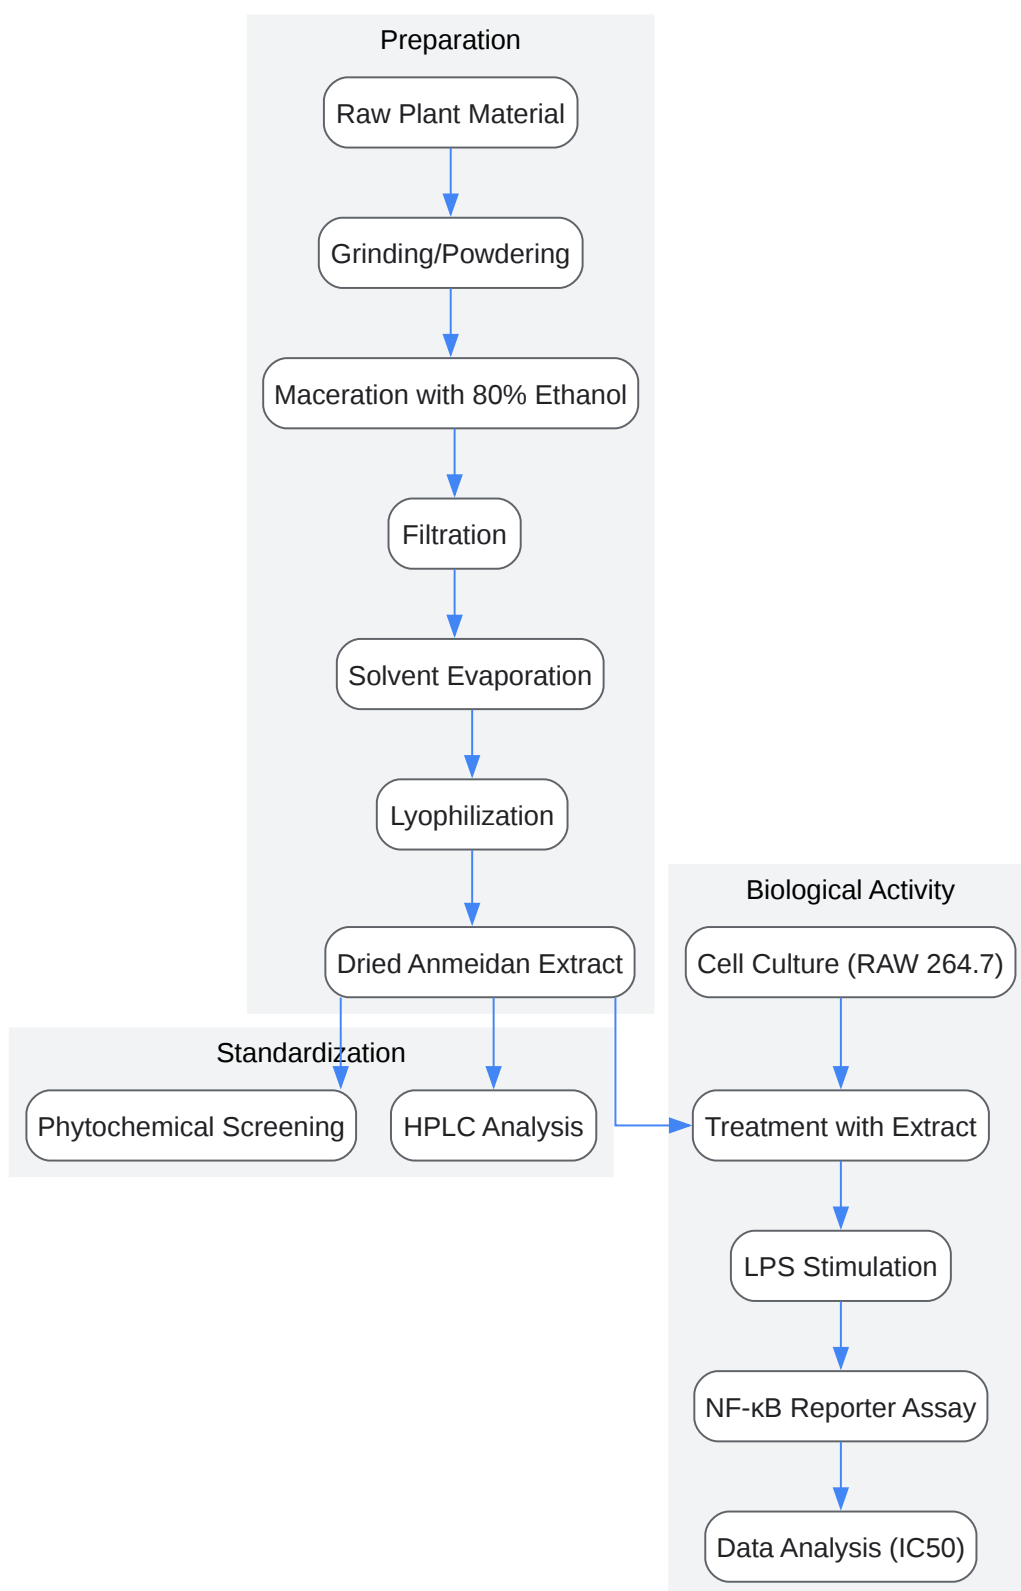 Preparation
Raw Plant Material
Grinding/Powdering
Maceration with 80% Ethanol
Filtration
Solvent Evaporation
Lyophilization
Dried Anmeidan Extract
Standardization
Phytochemical Screening
HPLC Analysis
Biological Activity
Cell Culture (RAW 264.7)
Treatment with Extract
LPS Stimulation
NF-κB Reporter Assay
Data Analysis (IC50)